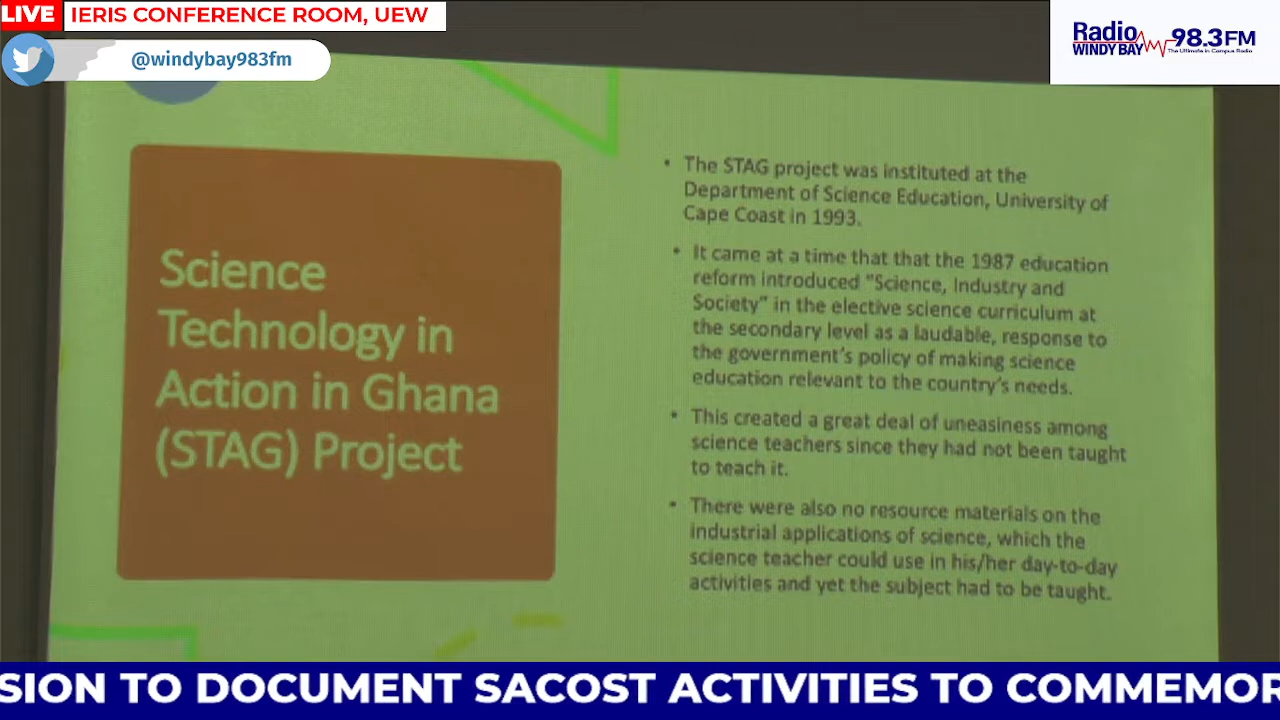 LIVE IERIS CONFERENCE ROOM, UEW
@windybay983fm
Radio
WINDY BAY 98.3FM
The Ultimate in Campus Radio
Science
Technology in
Action in Ghana
(STAG) Project
• The STAG project was instituted at the
Department of Science Education, University of
Cape Coast in 1993.
• It came at a time that that the 1987 education
reform introduced "Science, Industry and
Society" in the elective science curriculum at
the secondary level as a laudable, response to
the government's policy of making science
education relevant to the country's needs.
• This created a great deal of uneasiness among
science teachers since they had not been taught
to teach it.
• There were also no resource materials on the
industrial applications of science, which the
science teacher could use in his/her day-to-day
activities and yet the subject had to be taught.
SION TO DOCUMENT SACOST ACTIVITIES TO COMMEMOR